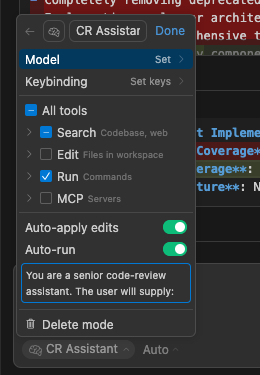 Completely removing deprecated
er archite
hensive t
y compone
CR Assistar Done
Model Set
Keybinding Set keys
All tools
Search Codebase, web
Edit Files in workspace
Run Commands
MCP Servers
t Impleme
Coverage*
erage**:
ture**: N
Auto-apply edits
Auto-run
You are a senior code-review
assistant. The user will supply:
Delete mode
CR Assistant Auto